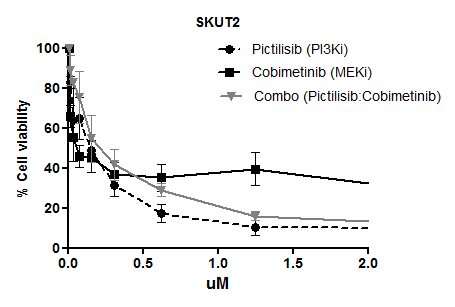 SKUT2
Pictilisib (PI3Ki)
Cobimetinib (MEKi)
Combo (Pictilisib:Cobimetinib)
% Cell viability
100
80
60
40
20
0
0.0 0.5 1.0 1.5 2.0
uM